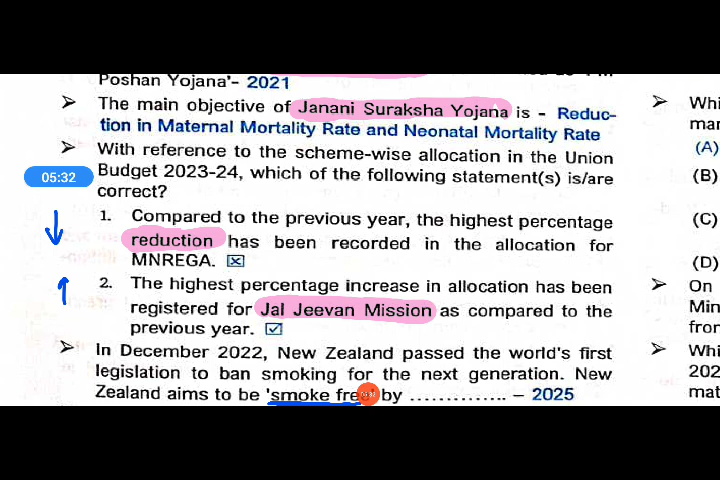 Poshan Yojana'- 2021
➤ The main objective of Janani Suraksha Yojana is - Reduc-
tion in Maternal Mortality Rate and Neonatal Mortality Rate
➤ With reference to the scheme-wise allocation in the Union
05:32
Budget 2023-24, which of the following statement(s) is/are
correct?
1. Compared to the previous year, the highest percentage
reduction has been recorded in the allocation for
MNREGA. ☒
2. The highest percentage increase in allocation has been
registered for Jal Jeevan Mission as compared to the
previous year. ☑
➤ In December 2022, New Zealand passed the world's first
legislation to ban smoking for the next generation. New
Zealand aims to be 'smoke fre by .............. – 2025
➤ Whi
mar
(A)
(B)
(C)
(D)
➤ On
Min
fron
➤ Whi
202
mat